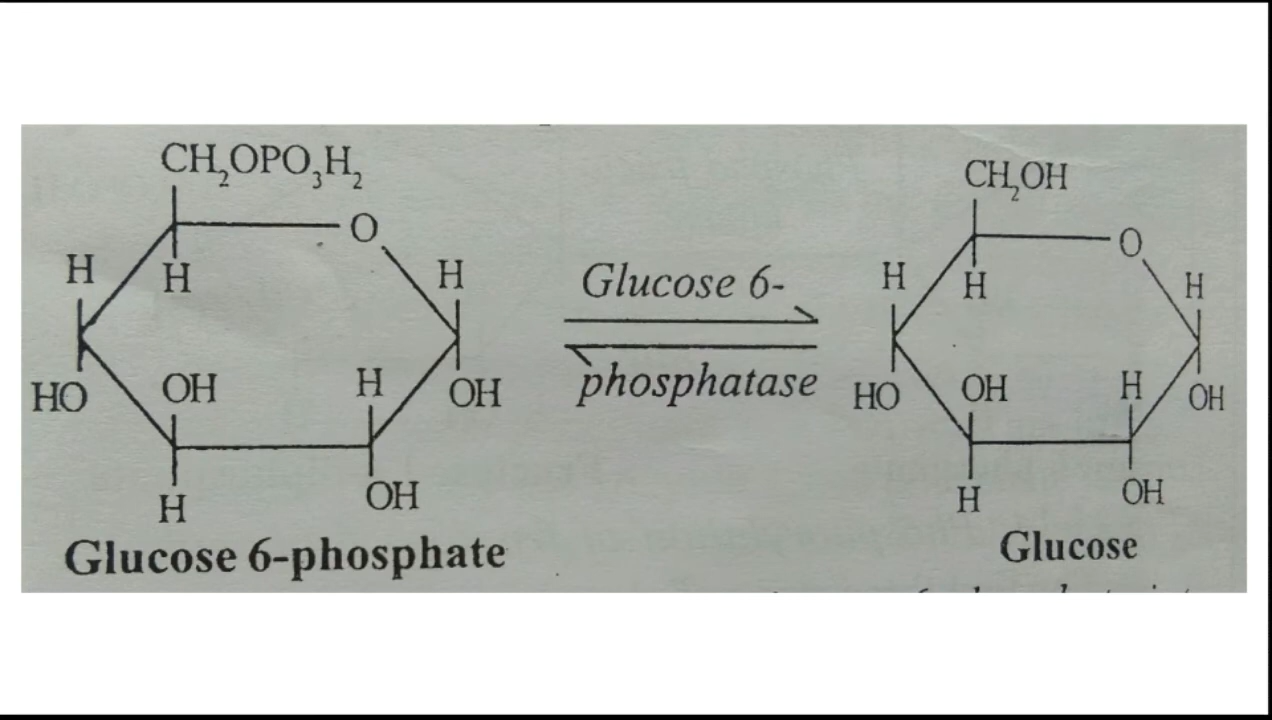 CH₂OPO₃H₂
O
H
H
H
HO
OH
H
OH
H
OH
Glucose 6-phosphate
Glucose 6-
phosphatase
CH₂OH
O
H
H
H
HO
OH
H
OH
H
OH
Glucose